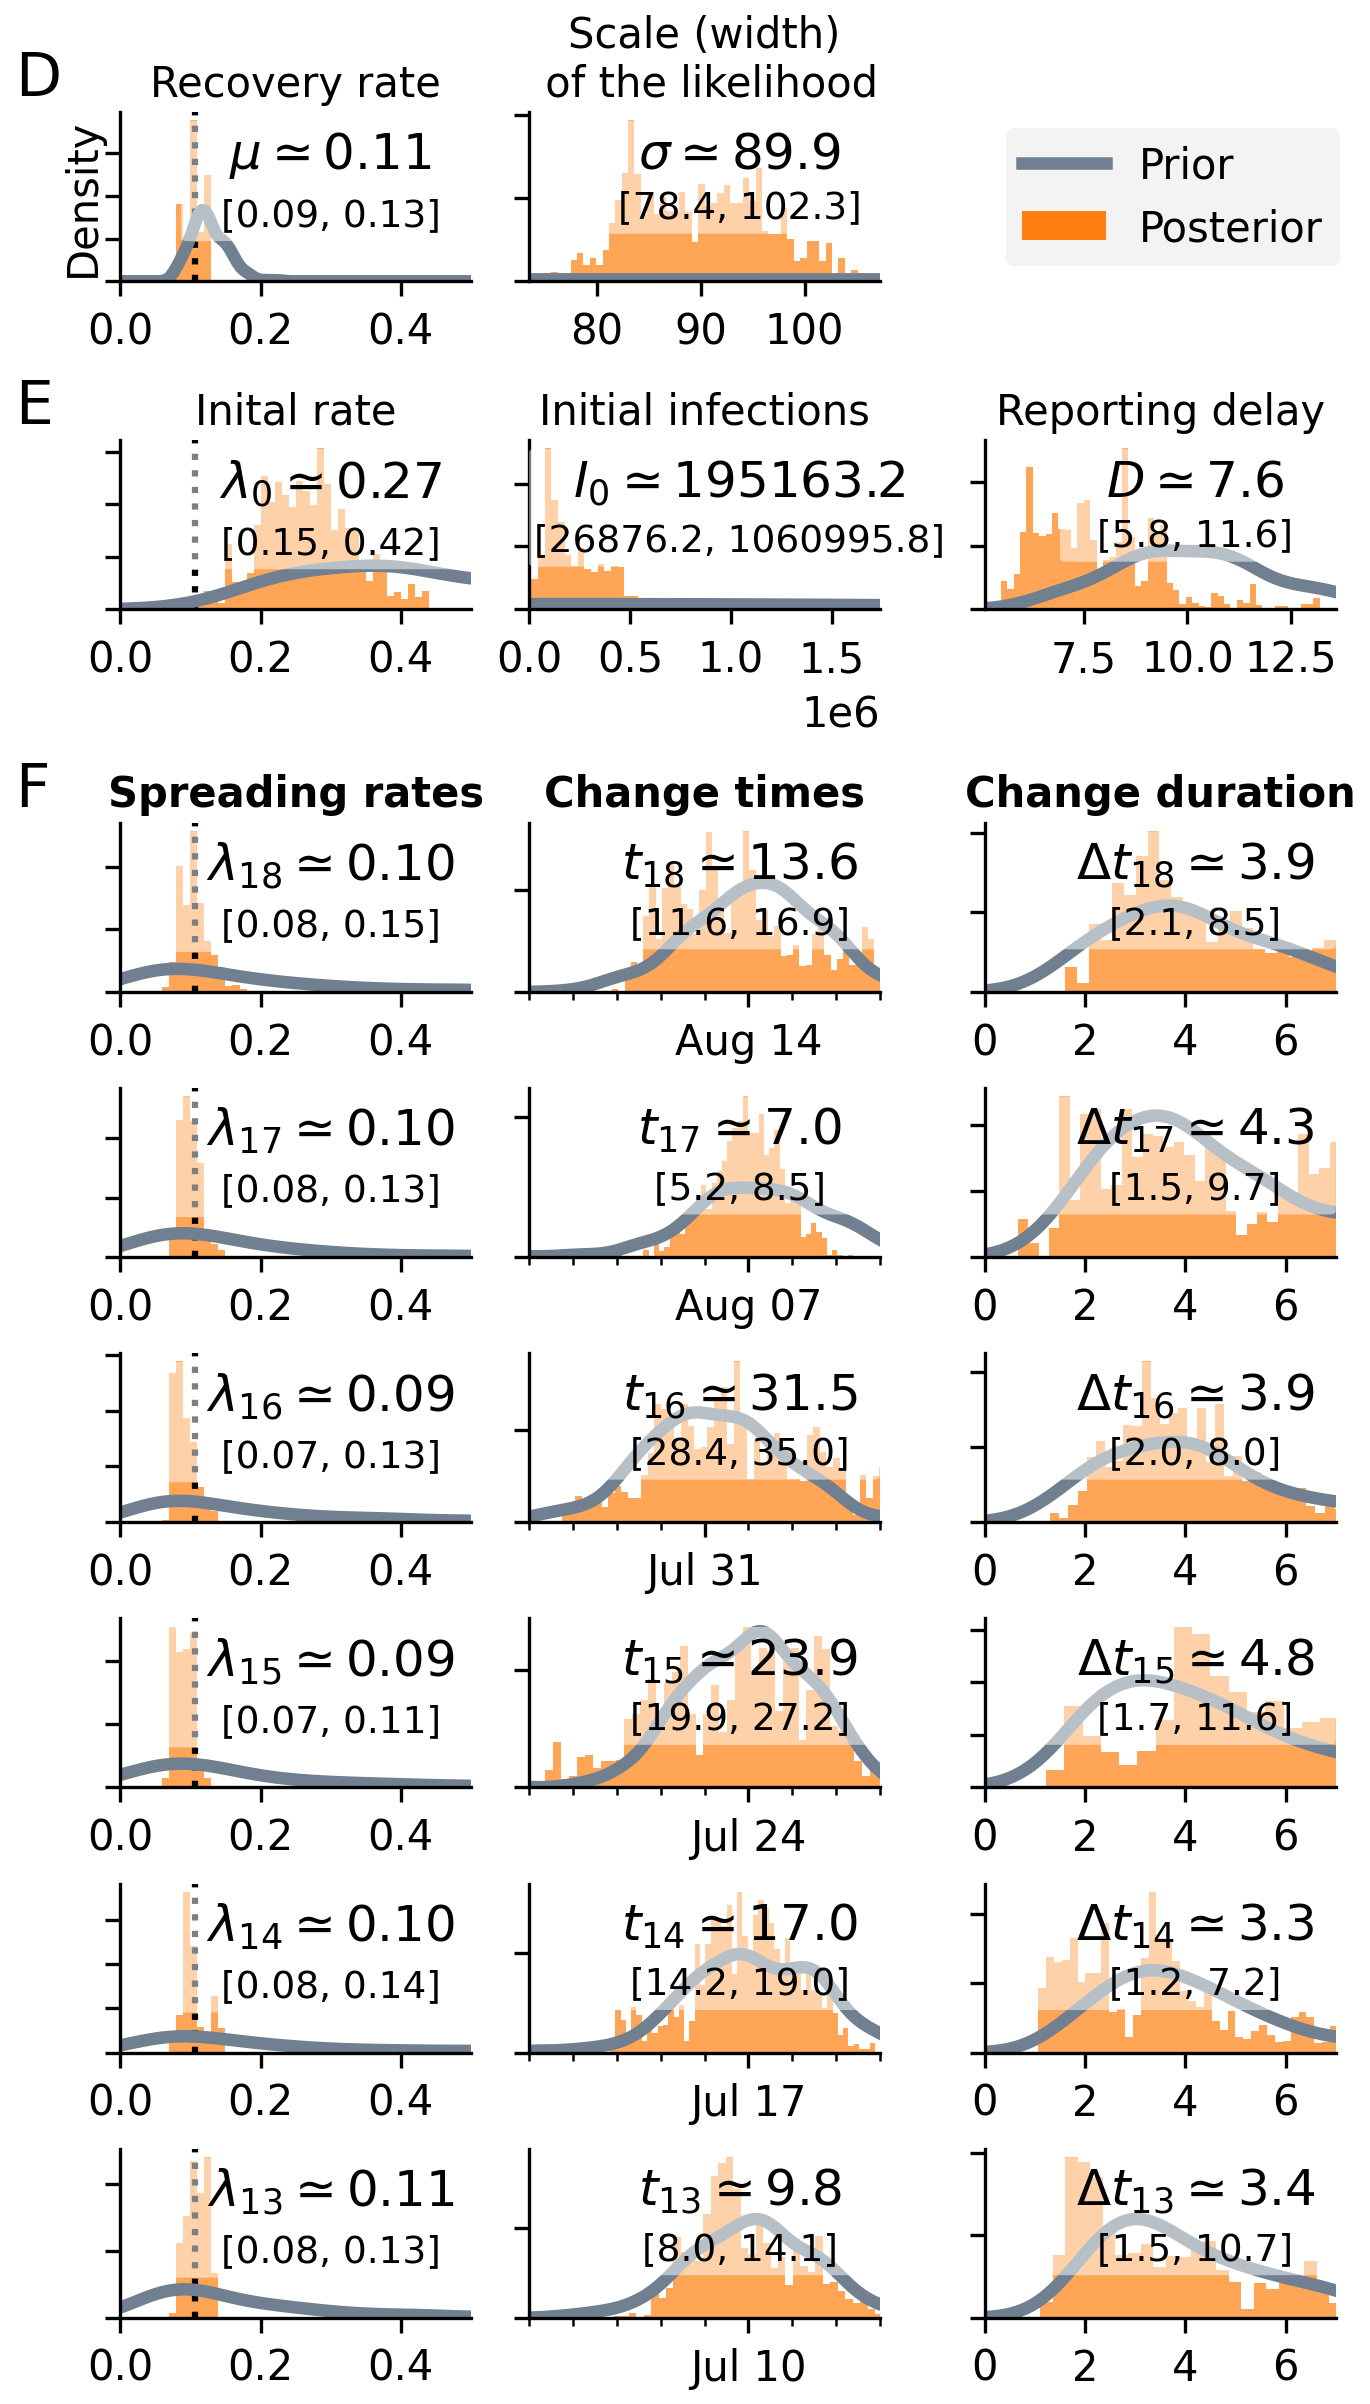 D
Recovery rate
Scale (width)
of the likelihood
Density
μ ≃ 0.11
[0.09, 0.13]
0.0 0.2 0.4
σ ≃ 89.9
[78.4, 102.3]
80 90 100
Prior
Posterior
E
Inital rate
λ0 ≃ 0.27
[0.15, 0.42]
0.0 0.2 0.4
Initial infections
I0 ≃ 195163.2
[26876.2, 1060995.8]
0.0 0.5 1.0 1.5
1e6
Reporting delay
D ≃ 7.6
[5.8, 11.6]
7.5 10.0 12.5
F
Spreading rates
Change times
Change duration
λ18 ≃ 0.10
[0.08, 0.15]
0.0 0.2 0.4
t18 ≃ 13.6
[11.6, 16.9]
Aug 14
Δt18 ≃ 3.9
[2.1, 8.5]
0 2 4 6
λ17 ≃ 0.10
[0.08, 0.13]
0.0 0.2 0.4
t17 ≃ 7.0
[5.2, 8.5]
Aug 07
Δt17 ≃ 4.3
[1.5, 9.7]
0 2 4 6
λ16 ≃ 0.09
[0.07, 0.13]
0.0 0.2 0.4
t16 ≃ 31.5
[28.4, 35.0]
Jul 31
Δt16 ≃ 3.9
[2.0, 8.0]
0 2 4 6
λ15 ≃ 0.09
[0.07, 0.11]
0.0 0.2 0.4
t15 ≃ 23.9
[19.9, 27.2]
Jul 24
Δt15 ≃ 4.8
[1.7, 11.6]
0 2 4 6
λ14 ≃ 0.10
[0.08, 0.14]
0.0 0.2 0.4
t14 ≃ 17.0
[14.2, 19.0]
Jul 17
Δt14 ≃ 3.3
[1.2, 7.2]
0 2 4 6
λ13 ≃ 0.11
[0.08, 0.13]
0.0 0.2 0.4
t13 ≃ 9.8
[8.0, 14.1]
Jul 10
Δt13 ≃ 3.4
[1.5, 10.7]
0 2 4 6